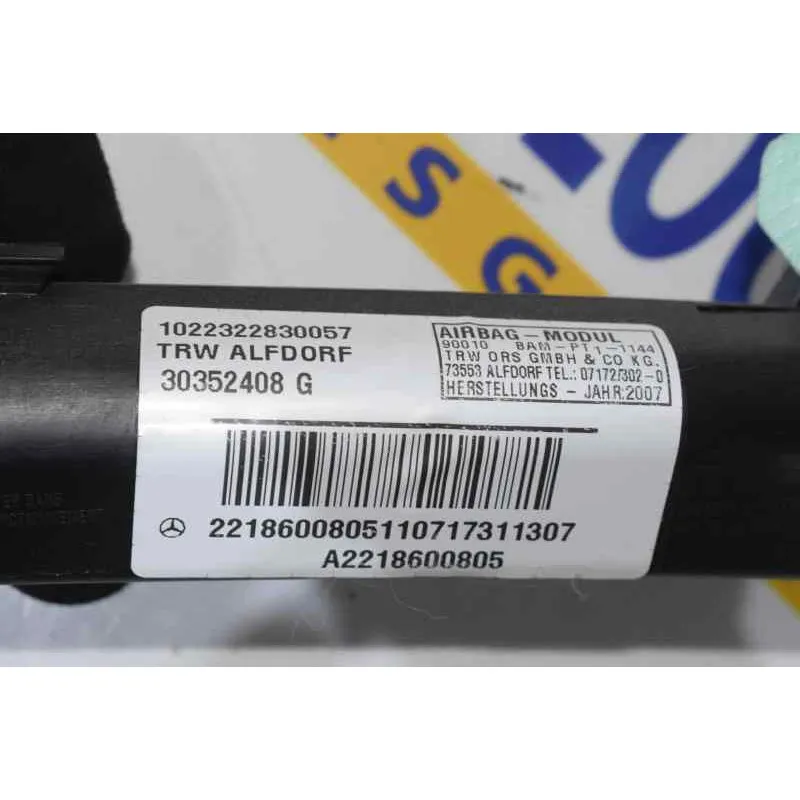 S G
1022322830057
TRW ALFDORF
30352408 G
AIRBAG-MODUL
90010 BAM-PT1-1144
TRW ORS GMBH & CO KG.
73553 ALFDORF TEL.: 07172/302-0
HERSTELLUNGS - JAHR:2007
2218600805110717311307
A2218600805